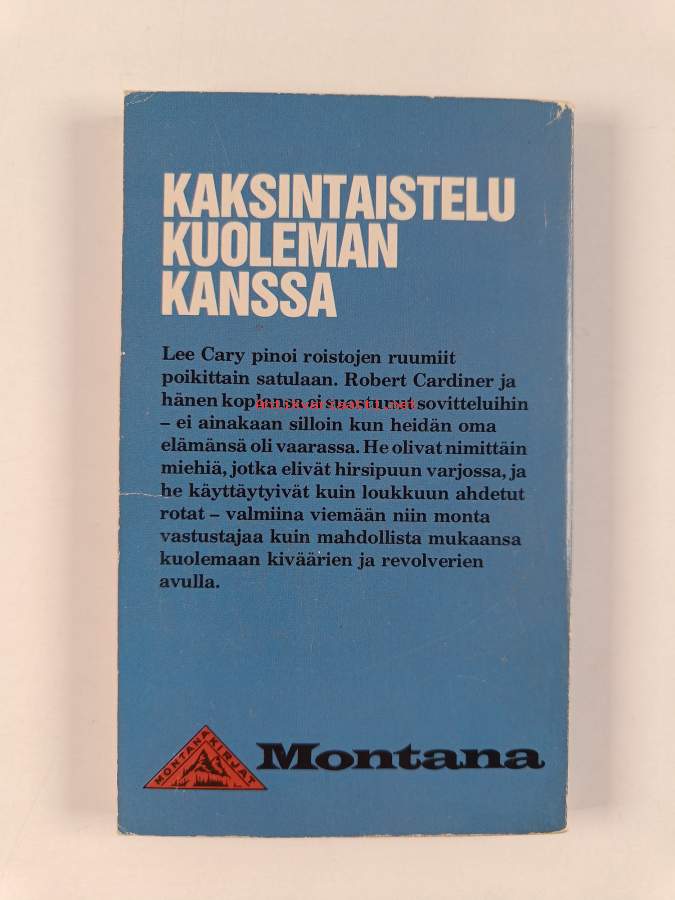 KAKSINTAISTELU
KUOLEMAN
KANSSA
Lee Cary pinoi roistojen ruumiit
poikittain satulaan. Robert Cardiner ja
hänen koplansa ei suostunut sovitteluihin
– ei ainakaan silloin kun heidän oma
elämänsä oli vaarassa. He olivat nimittäin
miehiä, jotka elivät hirsipuun varjossa, ja
he käyttäytyivät kuin loukkuun ahdetut
rotat – valmiina viemään niin monta
vastustajaa kuin mahdollista mukaansa
kuolemaan kiväärien ja revolverien
avulla.
MONTANA KIRJAT
Montana